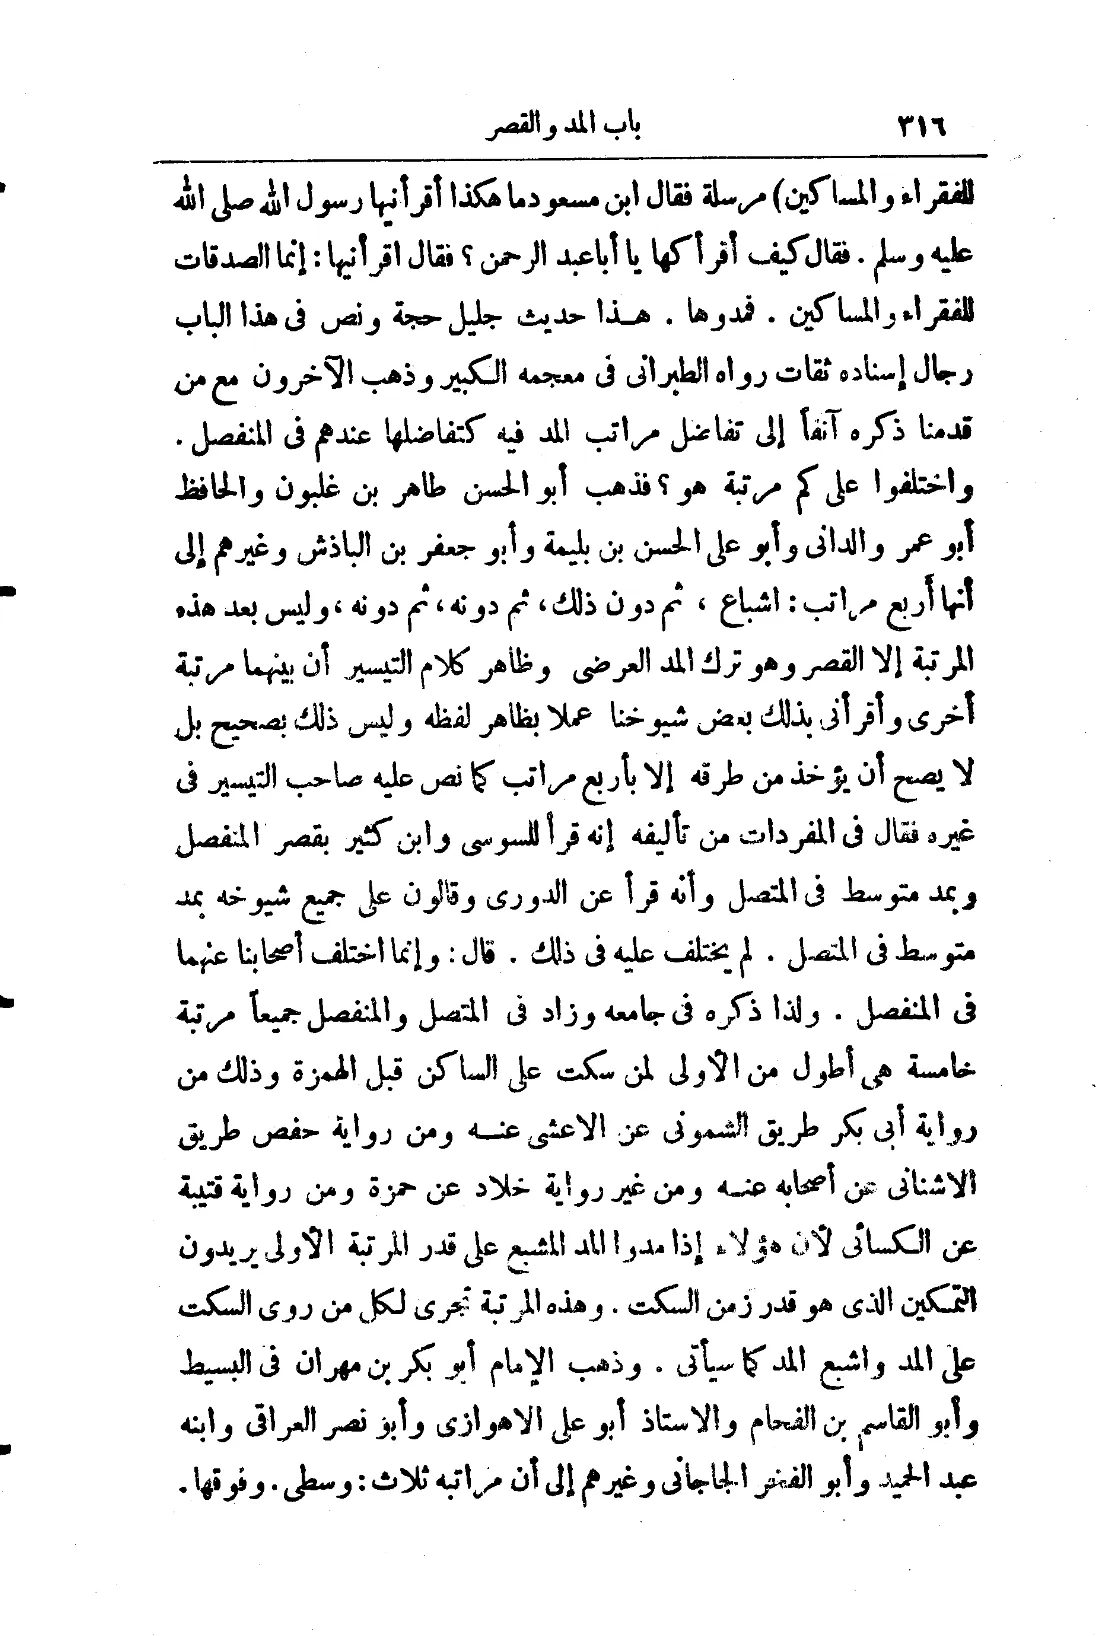 ٣١٦ باب المد والقصر
للفقراء والمساكين) مرسلة فقال ابن مسعود ما هكذا أقرأنيها رسول الله صلى الله
عليه وسلم . فقال كيف أقرأكها يا أبا عبد الرحمن ؟ فقال اقرأنيها : إنما الصدقات
للفقراء والمساكين . فمدوها . هـذا حديث جليل حجة ونص فى هذا الباب
رجال إسناده ثقات رواه الطبرانى فى معجمه الكبير وذهب الآخرون مع من
قدمنا ذكره آنفاً إلى تفاضل مراتب المد فيه كتفاضلها عندهم فى المنفصل .
واختلفوا على كم مرتبة هو ؟ فذهب أبو الحسن طاهر بن غلبون والحافظ
أبو عمر والدانى وأبو على الحسن بن بليمة وأبو جعفر بن الباذش وغيرهم إلى
أنها أربع مراتب : اشباع ، ثم دون ذلك، ثم دونه، ثم دونه ، وليس بعد هذه
المرتبة إلا القصر وهو ترك المد العرضى وظاهر كلام التيسير أن بينهما مرتبة
أخرى وأقرأنى بذلك بعض شيوخنا عملا بظاهر لفظه وليس ذلك بصحيح بل
لا يصح أن يؤخذ من طرقه إلا بأربع مراتب كما نص عليه صاحب التيسير فى
غيره فقال فى المفردات من تأليفه إنه قرأ للسوسى وابن كثير بقصر المنفصل
وبمد متوسط فى المتصل وأنه قرأ عن الدورى وقالون على جميع شيوخه بمد
متوسط فى المتصل . لم يختلف عليه فى ذلك . قال : وإنما اختلف أصحابنا عنهما
فى المنفصل . ولذا ذكره فى جامعه وزاد فى المتصل والمنفصل جميعاً مرتبة
خامسة هى أطول من الأولى لمن سكت على الساكن قبل الهمزة وذلك من
رواية أبى بكر طريق الشمونى عن الاعشى عنـه ومن رواية حفص طريق
الاشنانى عن أصحابه عنـه ومن غير رواية خلاد عن حمزة ومن رواية قتيبة
عن الكسائى لأن هؤلاء إذا مدوا المد المشبع على قدر المرتبة الأولى يريدون
التمكين الذى هو قدر زمن السكت . وهذه المرتبة تجرى لكل من روى السكت
على المد واشبع المد كما سيأتى . وذهب الإمام أبو بكر بن مهران فى البسيط
وأبو القاسم بن الفحام والاستاذ أبو على الاهوازى وأبو نصر العراقى وابنه
عبد الحميد وأبو الفخر الجاجانى وغيرهم إلى أن مراتبه ثلاث : وسطى . وفوقها .